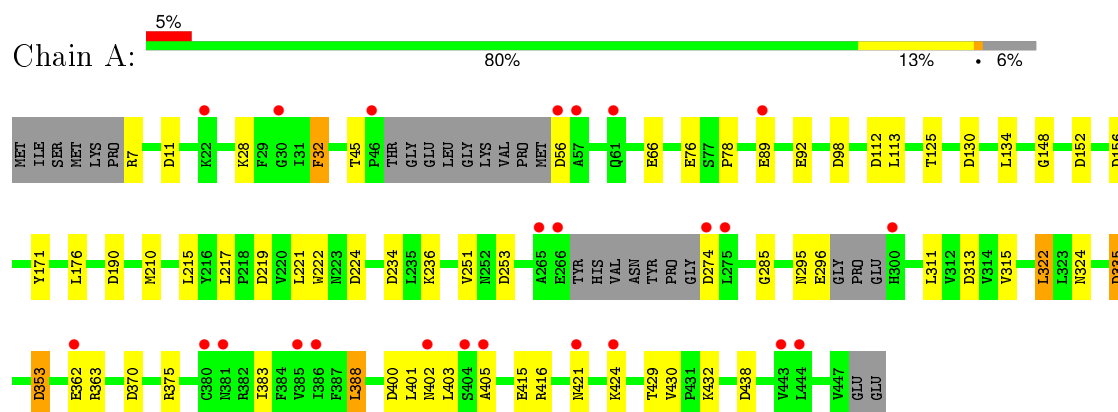 5%
Chain A:
80% 13% • 6%
MET ILE SER MET LYS PRO R7 D11 K22 K28 F29 G30 I31 F32 T45 P46 THR GLY GLU LEU GLY LYS VAL PRO MET D56 A57 Q61 E66 E76 S77 P78 E89 E92 D98 D112 L113 T125 D130 L134 G148 D152 D156
Y171 L176 D190 M210 L215 Y216 L217 P218 D219 V220 L221 W222 N223 D224 D234 L235 K236 V251 N252 D253 A265 E266 TYR HIS VAL ASN TYR PRO GLY D274 L275 G285 N295 E296 GLY PRO GLU H300 L311 V312 D313 V314 V315 L322 L323 N324
D353 E362 R363 D370 R375 C380 N381 R382 I383 F384 V385 I386 F387 L388 D400 L401 N402 L403 S404 A405 E415 R416 N421 K424 T429 V430 P431 K432 D438 V443 L444 V447 GLU GLU